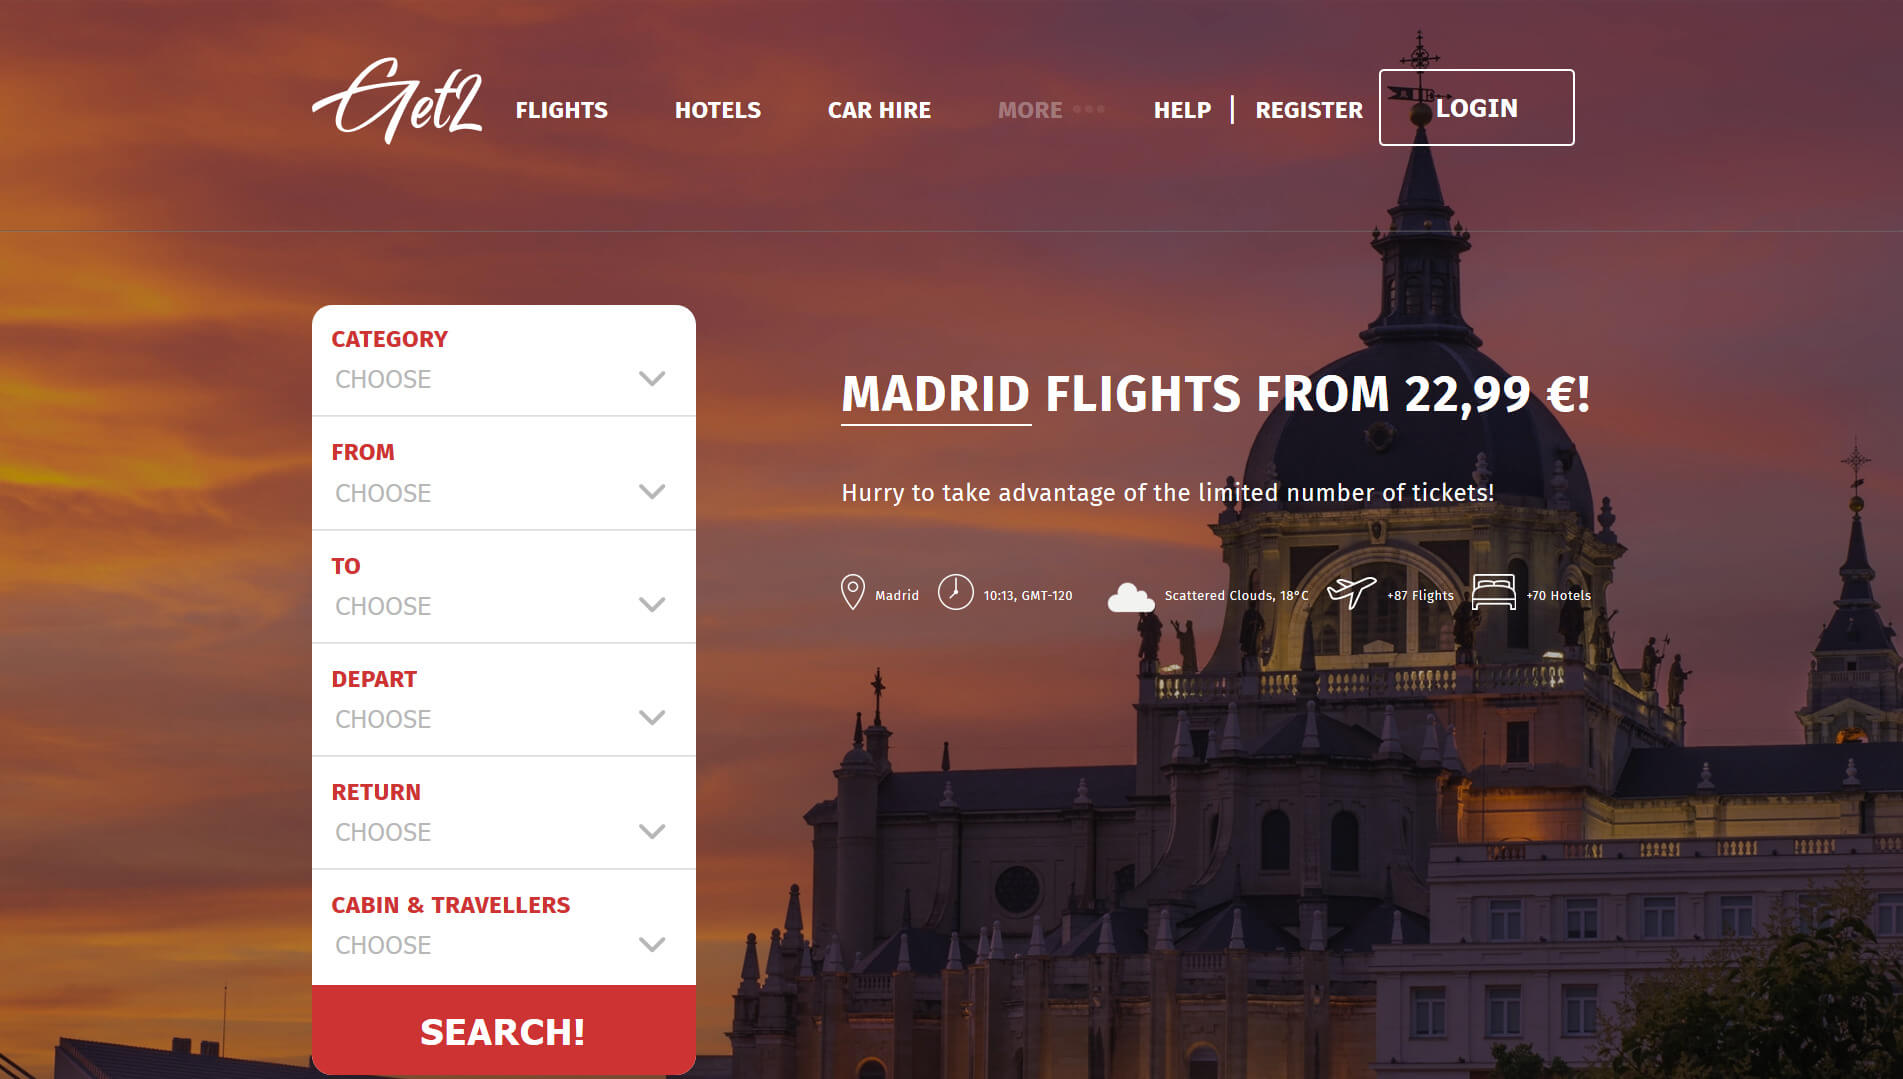 Get2
FLIGHTS HOTELS CAR HIRE MORE ••• HELP | REGISTER LOGIN
CATEGORY
CHOOSE
FROM
CHOOSE
TO
CHOOSE
DEPART
CHOOSE
RETURN
CHOOSE
CABIN & TRAVELLERS
CHOOSE
SEARCH!
MADRID FLIGHTS FROM 22,99 €!
Hurry to take advantage of the limited number of tickets!
Madrid 10:13, GMT-120 Scattered Clouds, 18°C +87 Flights +70 Hotels